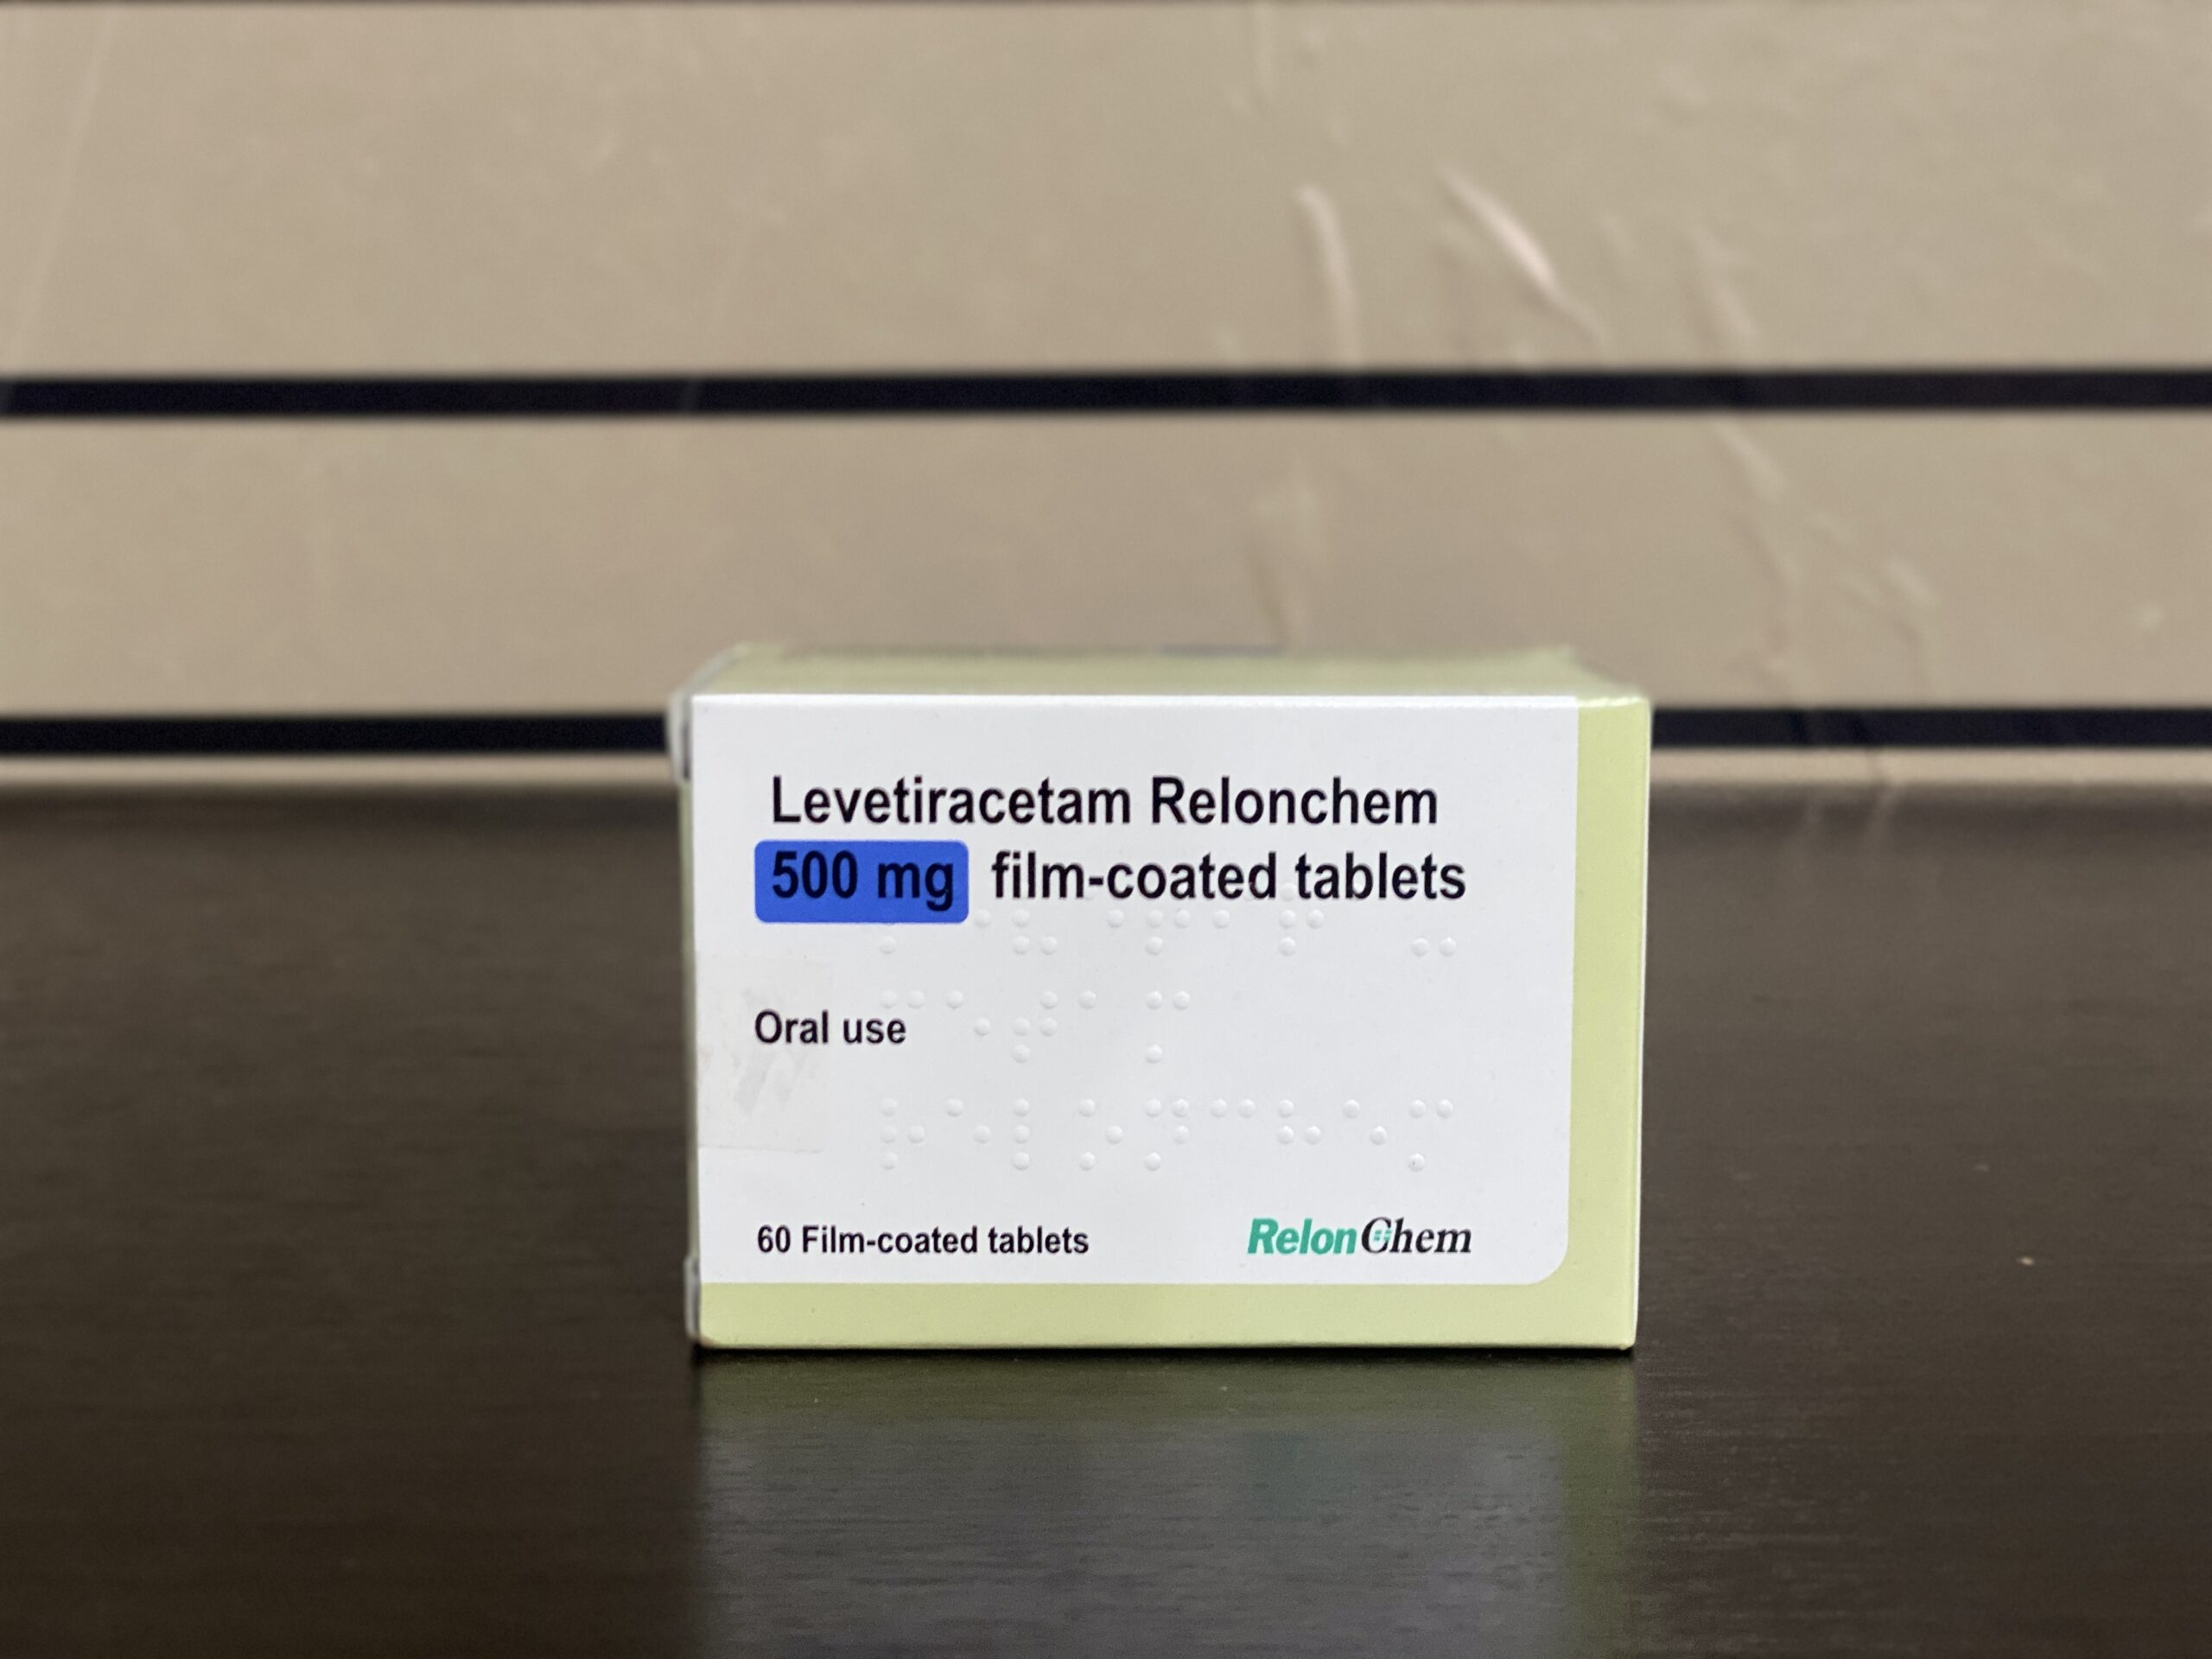 Levetiracetam Relonchem
500 mg film-coated tablets
Oral use
60 Film-coated tablets
RelonChem